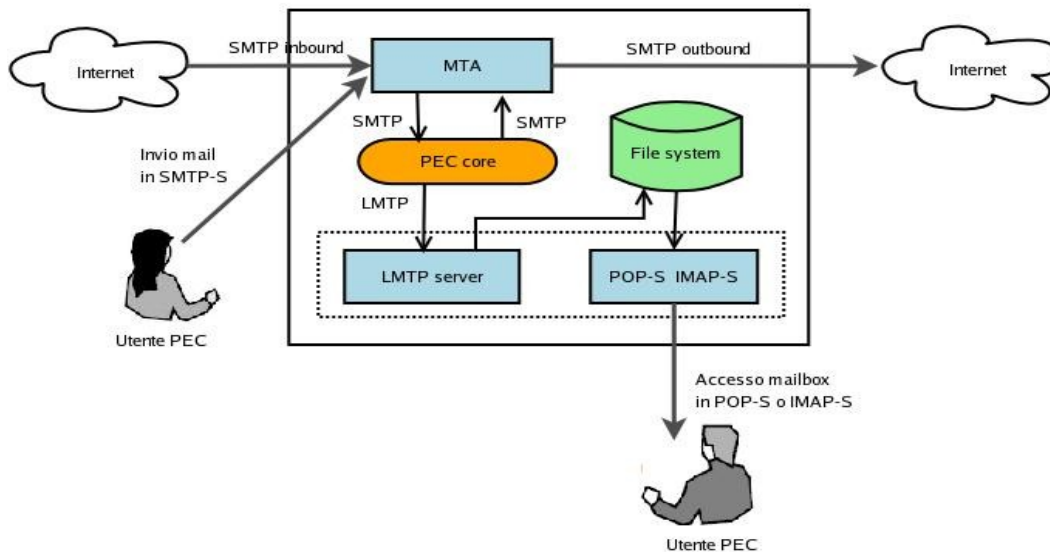 SMTP inbound
SMTP outbound
Internet
MTA
Internet
SMTP
SMTP
Invio mail
in SMTP-S
PEC core
File system
LMTP
LMTP server
POP-S IMAP-S
Utente PEC
Accesso mailbox
in POP-S o IMAP-S
Utente PEC